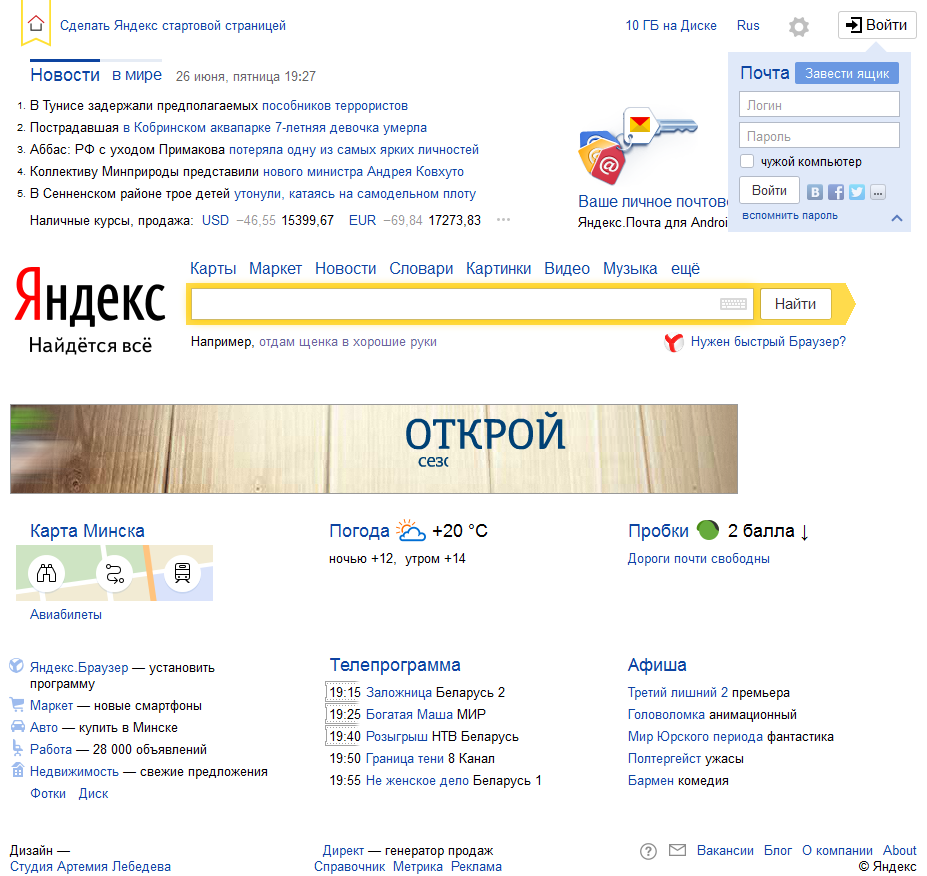 Сделать Яндекс стартовой страницей
10 ГБ на Диске Rus Войти
Новости в мире 26 июня, пятница 19:27
1. В Тунисе задержали предполагаемых пособников террористов
2. Пострадавшая в Кобринском аквапарке 7-летняя девочка умерла
3. Аббас: РФ с уходом Примакова потеряла одну из самых ярких личностей
4. Коллективу Минприроды представили нового министра Андрея Ковхуто
5. В Сенненском районе трое детей утонули, катаясь на самодельном плоту
Наличные курсы, продажа: USD −46,55 15399,67 EUR −69,84 17273,83 ...
@
Ваше личное почтово
Яндекс.Почта для Androi
Почта Завести ящик
Логин
Пароль
чужой компьютер
Войти B f ...
вспомнить пароль
Карты Маркет Новости Словари Картинки Видео Музыка ещё
Яндекс
Найдётся всё
Найти
Например, отдам щенка в хорошие руки
Нужен быстрый Браузер?
ОТКРОЙ
сезо
Карта Минска
Авиабилеты
Погода +20 °C
ночью +12, утром +14
Пробки 2 балла ↓
Дороги почти свободны
Яндекс.Браузер — установить
программу
Маркет — новые смартфоны
Авто — купить в Минске
Работа — 28 000 объявлений
Недвижимость — свежие предложения
Фотки Диск
Телепрограмма
19:15 Заложница Беларусь 2
19:25 Богатая Маша МИР
19:40 Розыгрыш НТВ Беларусь
19:50 Граница тени 8 Канал
19:55 Не женское дело Беларусь 1
Афиша
Третий лишний 2 премьера
Головоломка анимационный
Мир Юрского периода фантастика
Полтергейст ужасы
Бармен комедия
Дизайн —
Студия Артемия Лебедева
Директ — генератор продаж
Справочник Метрика Реклама
? Вакансии Блог О компании About
© Яндекс